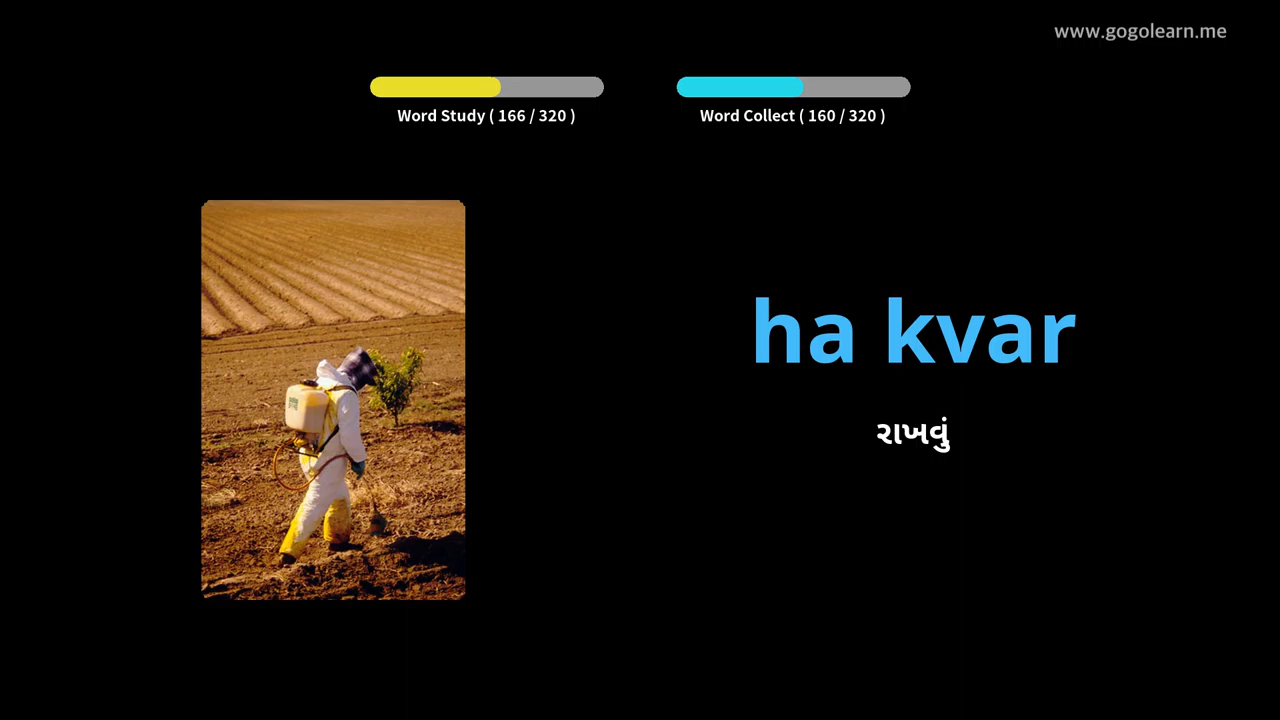 www.gogolearn.me
Word Study ( 166 / 320 )
Word Collect ( 160 / 320 )
ha kvar
રાખવું